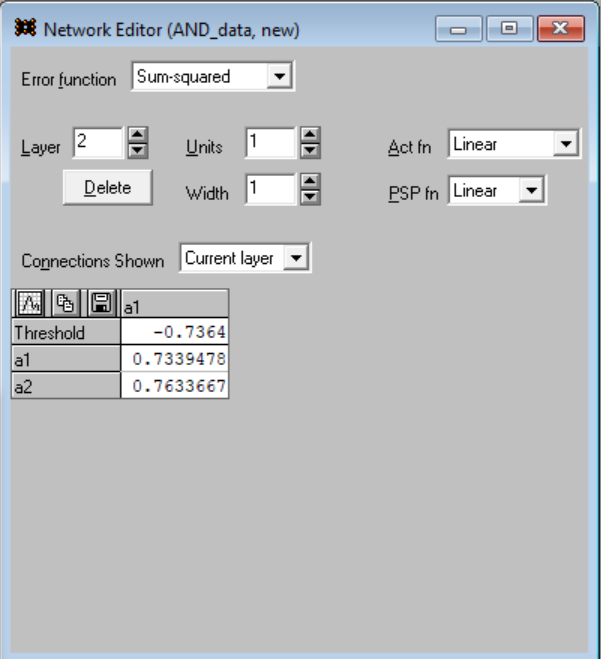 Network Editor (AND_data, new)
Error function Sum-squared
Layer 2 Units 1 Act fn Linear
Delete Width 1 PSP fn Linear
Connections Shown Current layer
a1
Threshold -0.7364
a1 0.7339478
a2 0.7633667